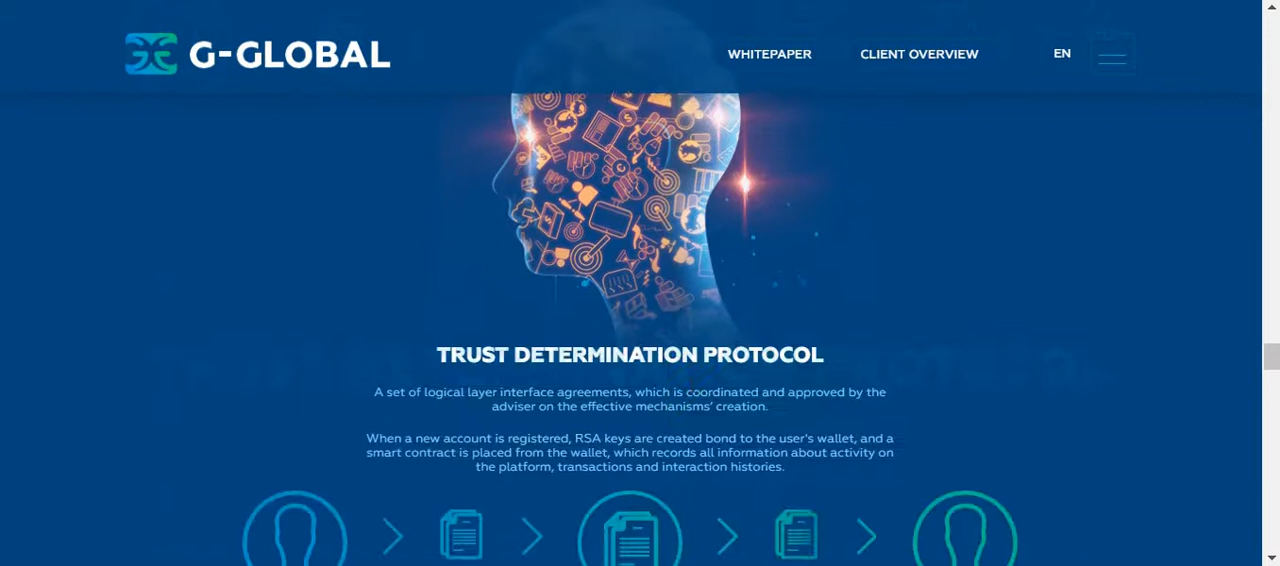 G-GLOBAL
WHITEPAPER
CLIENT OVERVIEW
EN
TRUST DETERMINATION PROTOCOL
A set of logical layer interface agreements, which is coordinated and approved by the
adviser on the effective mechanisms' creation.
When a new account is registered, RSA keys are created bond to the user's wallet, and a
smart contract is placed from the wallet, which records all information about activity on
the platform, transactions and interaction histories.